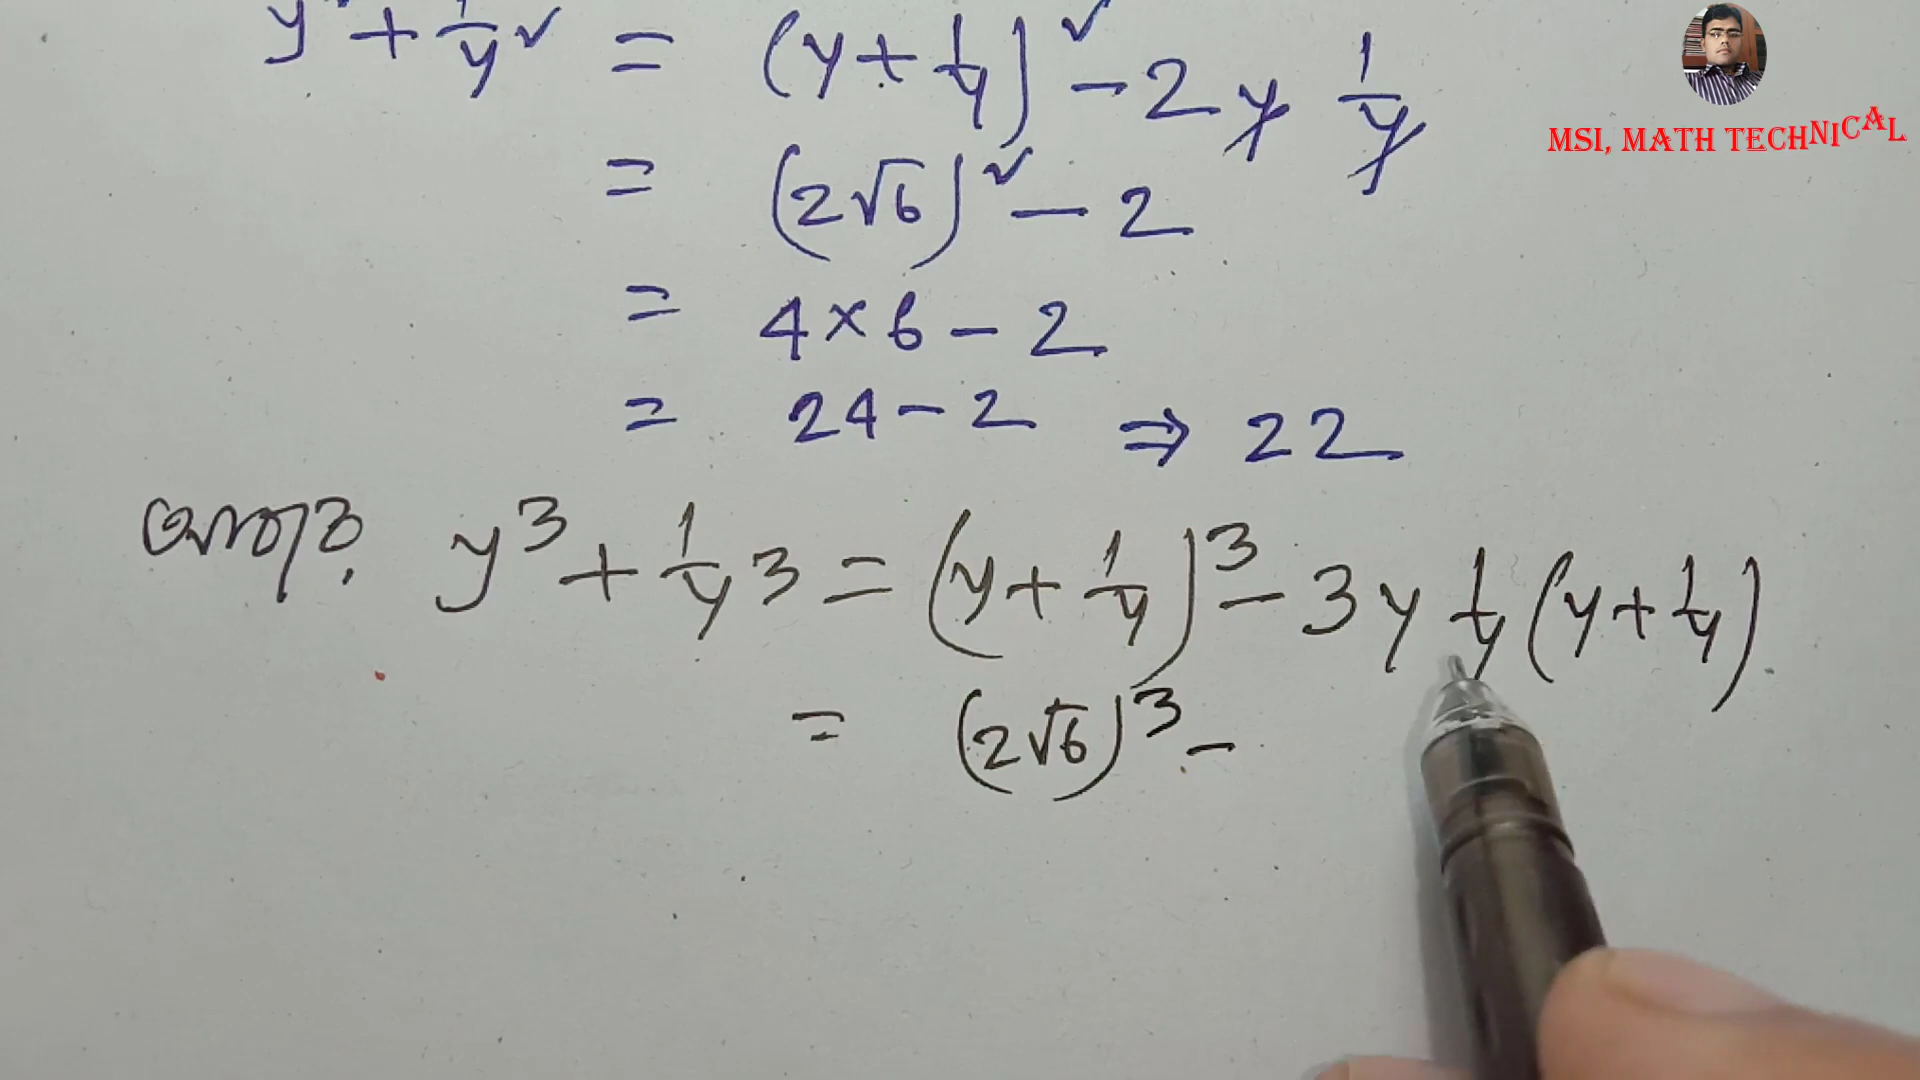 y² + 1/y² = (y + 1/y)² - 2 y 1/y
= (2√6)² - 2
= 4 × 6 - 2
= 24 - 2 ⇒ 22
y³ + 1/y³ = (y + 1/y)³ - 3 y 1/y (y + 1/y)
= (2√6)³ -
MSI, MATH TECHNICAL